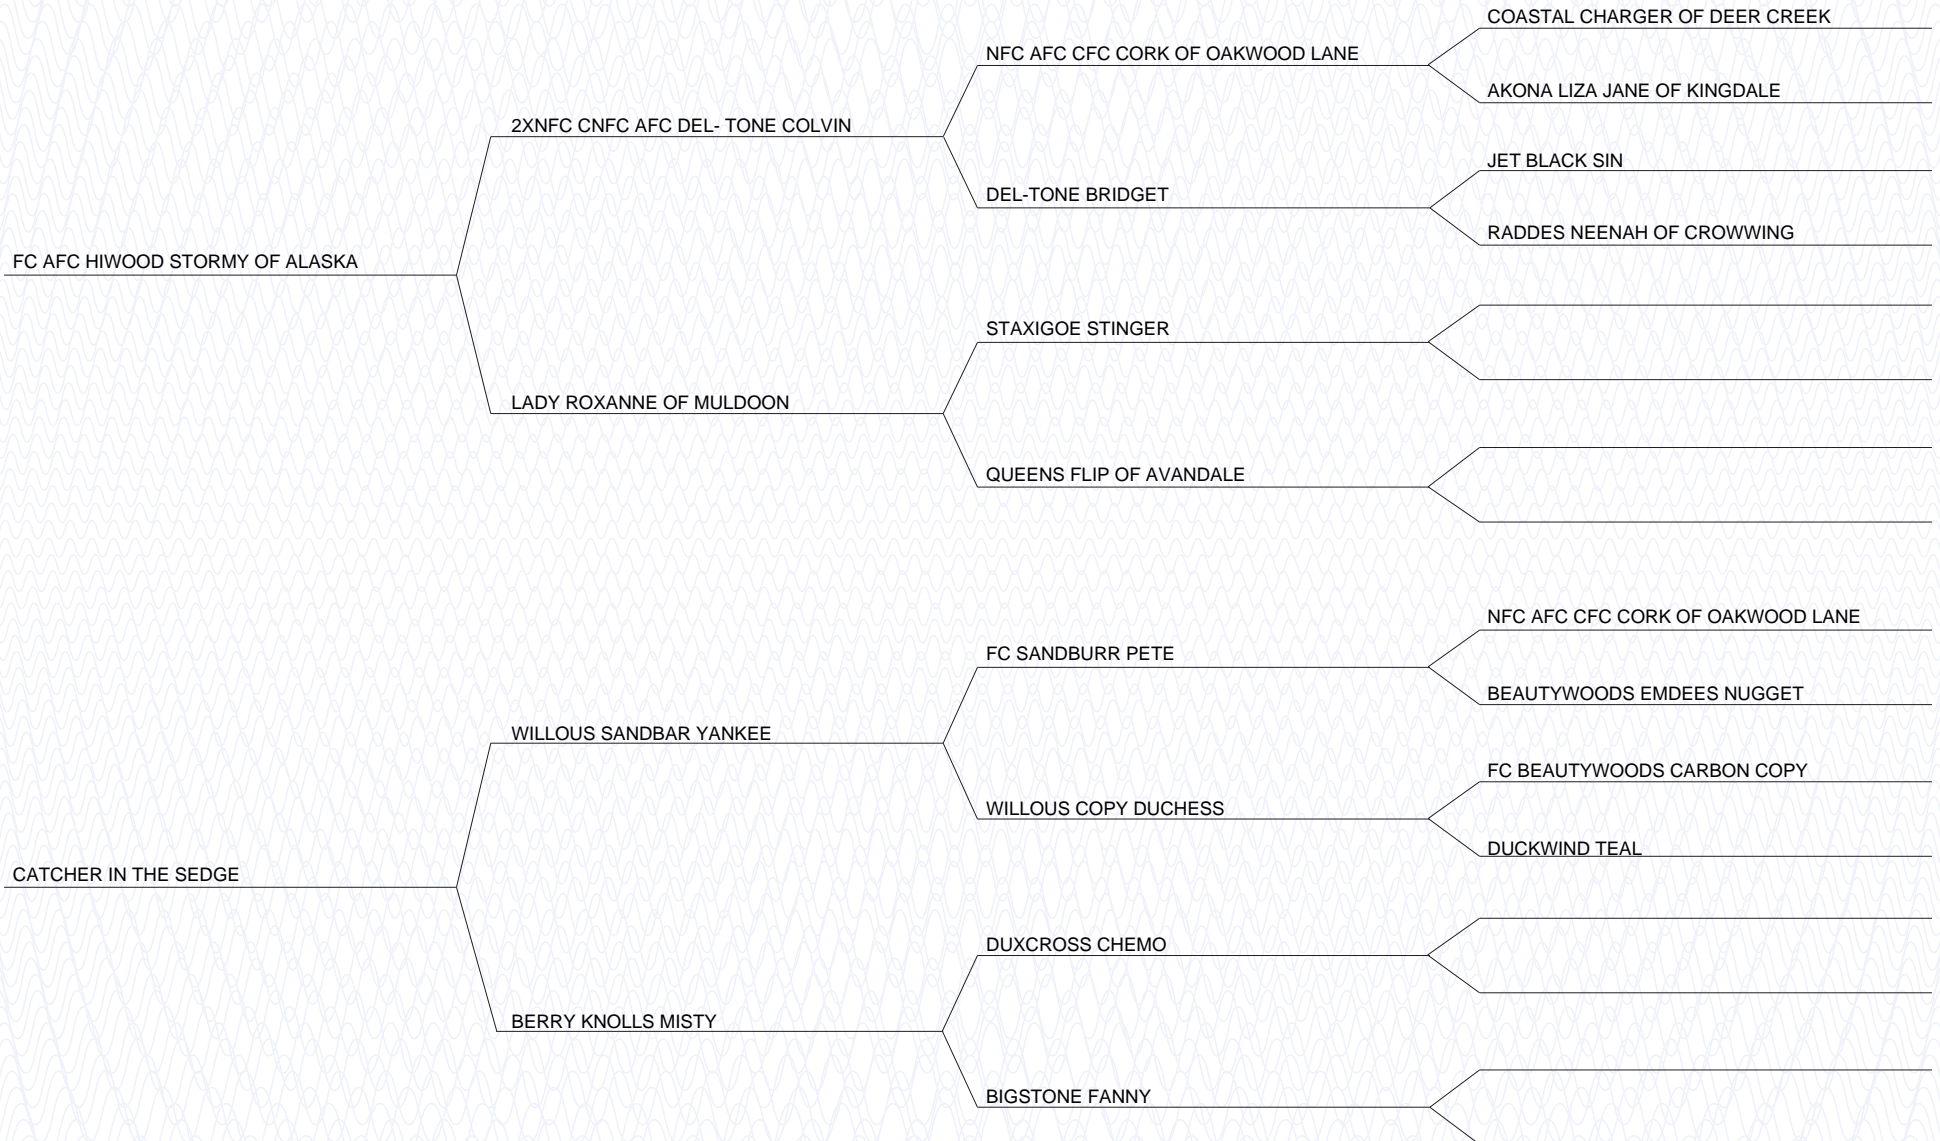 COASTAL CHARGER OF DEER CREEK
NFC AFC CFC CORK OF OAKWOOD LANE
AKONA LIZA JANE OF KINGDALE
2XNFC CNFC AFC DEL- TONE COLVIN
JET BLACK SIN
DEL-TONE BRIDGET
RADDES NEENAH OF CROWWING
FC AFC HIWOOD STORMY OF ALASKA
STAXIGOE STINGER
LADY ROXANNE OF MULDOON
QUEENS FLIP OF AVANDALE
NFC AFC CFC CORK OF OAKWOOD LANE
FC SANDBURR PETE
BEAUTYWOODS EMDEES NUGGET
WILLOUS SANDBAR YANKEE
FC BEAUTYWOODS CARBON COPY
WILLOUS COPY DUCHESS
DUCKWIND TEAL
CATCHER IN THE SEDGE
DUXCROSS CHEMO
BERRY KNOLLS MISTY
BIGSTONE FANNY